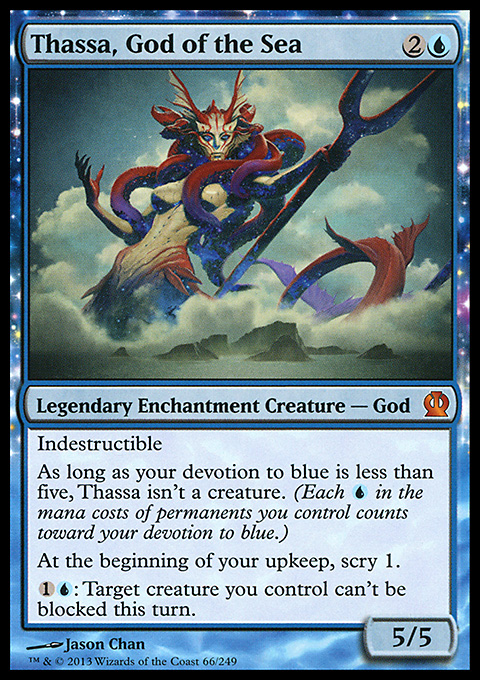 Thassa, God of the Sea 2
Legendary Enchantment Creature — God
Indestructible
As long as your devotion to blue is less than
five, Thassa isn't a creature. (Each in the
mana costs of permanents you control counts
toward your devotion to blue.)
At the beginning of your upkeep, scry 1.
1 : Target creature you control can't be
blocked this turn.
5/5
Jason Chan
™ & © 2013 Wizards of the Coast 66/249